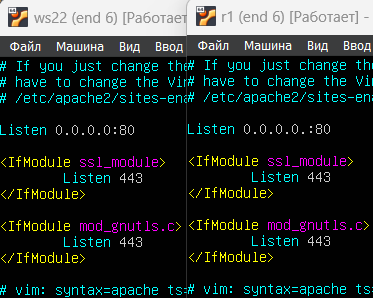 ws22 (end 6) [Работает]
Файл Машина Вид Ввод
# If you just change the
# have to change the Vir
# /etc/apache2/sites-ena
Listen 0.0.0.0:80
<IfModule ssl_module>
Listen 443
</IfModule>
<IfModule mod_gnutls.c>
Listen 443
</IfModule>
# vim: syntax=apache ts=
r1 (end 6) [Работает] -
Файл Машина Вид Ввод
# If you just change the
# have to change the Vir
# /etc/apache2/sites-ena
Listen 0.0.0.0.:80
<IfModule ssl_module>
Listen 443
</IfModule>
<IfModule mod_gnutls.c>
Listen 443
</IfModule>
# vim: syntax=apache ts=